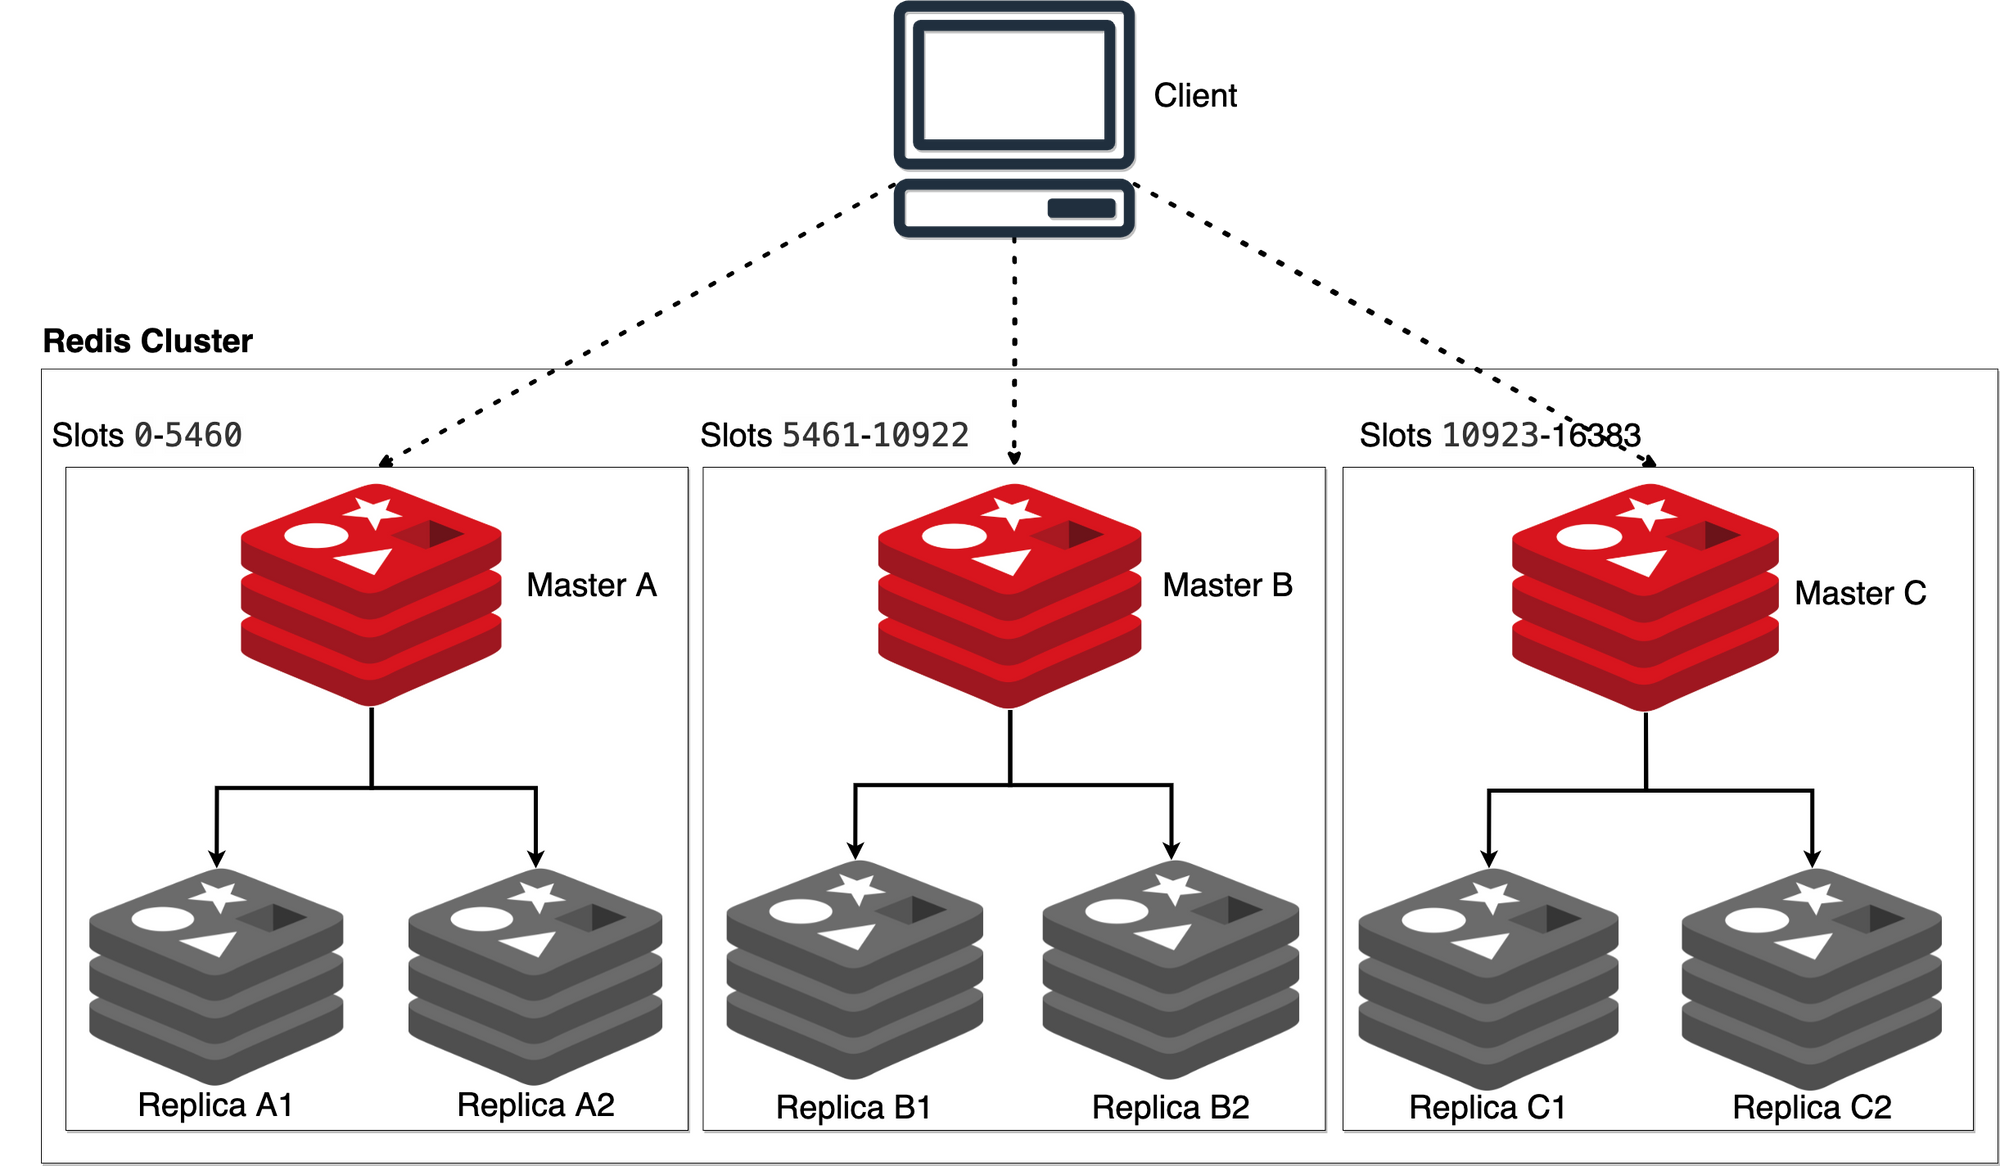 Client
Redis Cluster
Slots 0-5460
Slots 5461-10922
Slots 10923-16383
Master A
Master B
Master C
Replica A1
Replica A2
Replica B1
Replica B2
Replica C1
Replica C2